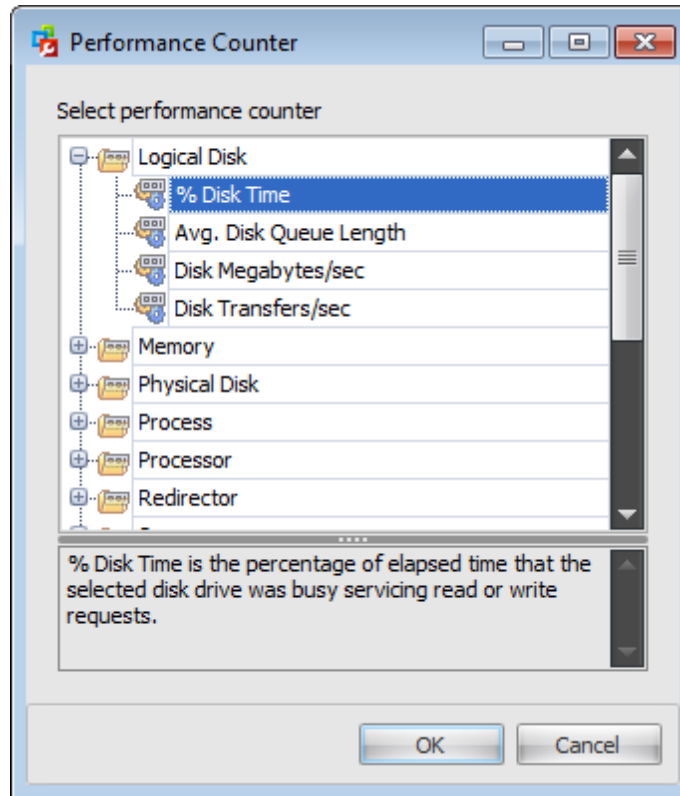 Performance Counter
Select performance counter
Logical Disk
% Disk Time
Avg. Disk Queue Length
Disk Megabytes/sec
Disk Transfers/sec
Memory
Physical Disk
Process
Processor
Redirector
% Disk Time is the percentage of elapsed time that the
selected disk drive was busy servicing read or write
requests.
OK
Cancel